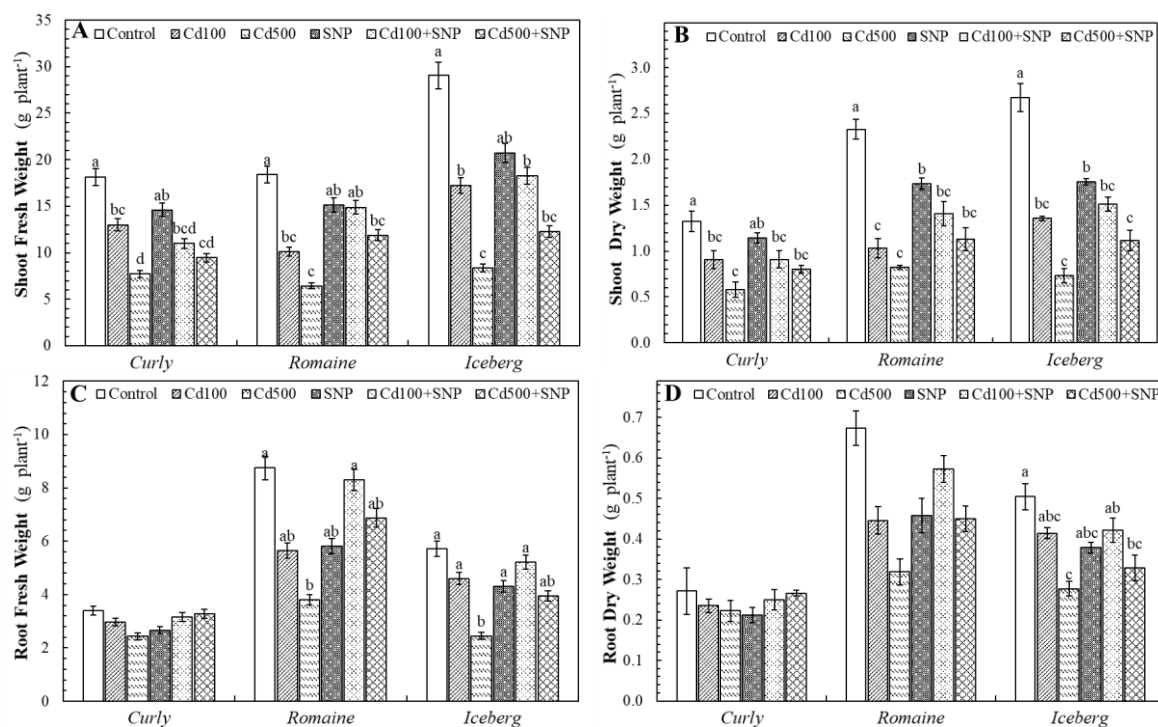 A
Control Cd100 Cd500 SNP Cd100+SNP Cd500+SNP
Shoot Fresh Weight (g plant⁻¹)
35
30
25
20
15
10
5
0
a bc d ab bcd cd
a bc c ab ab bc
a bc c ab b bc
Curly Romaine Iceberg
B
Control Cd100 Cd500 SNP Cd100+SNP Cd500+SNP
Shoot Dry Weight (g plant⁻¹)
3.5
3.0
2.5
2.0
1.5
1.0
0.5
0.0
a bc c ab bc bc
a c c b bc bc
a bc c b bc c
Curly Romaine Iceberg
C
Control Cd100 Cd500 SNP Cd100+SNP Cd500+SNP
Root Fresh Weight (g plant⁻¹)
12
10
8
6
4
2
0
a ab b ab a ab
a a b a a ab
Curly Romaine Iceberg
D
Control Cd100 Cd500 SNP Cd100+SNP Cd500+SNP
Root Dry Weight (g plant⁻¹)
0.7
0.6
0.5
0.4
0.3
0.2
0.1
0.0
a abc c abc ab bc
Curly Romaine Iceberg